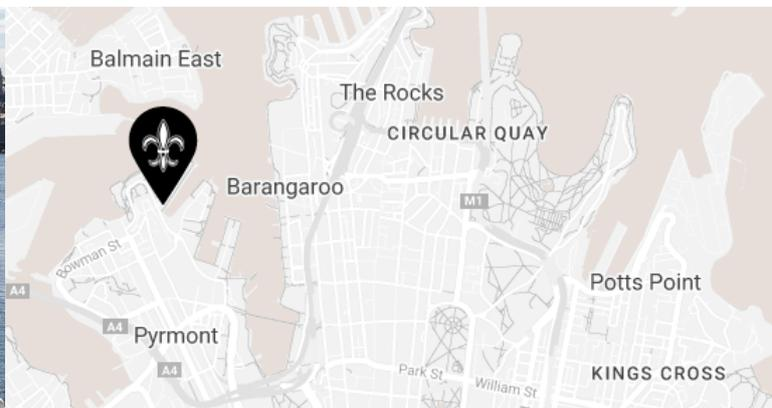 Balmain East
The Rocks
CIRCULAR QUAY
Barangaroo
M1
Bowman St
Potts Point
A4
A4
Pyrmont
A4
Park St
William St
KINGS CROSS